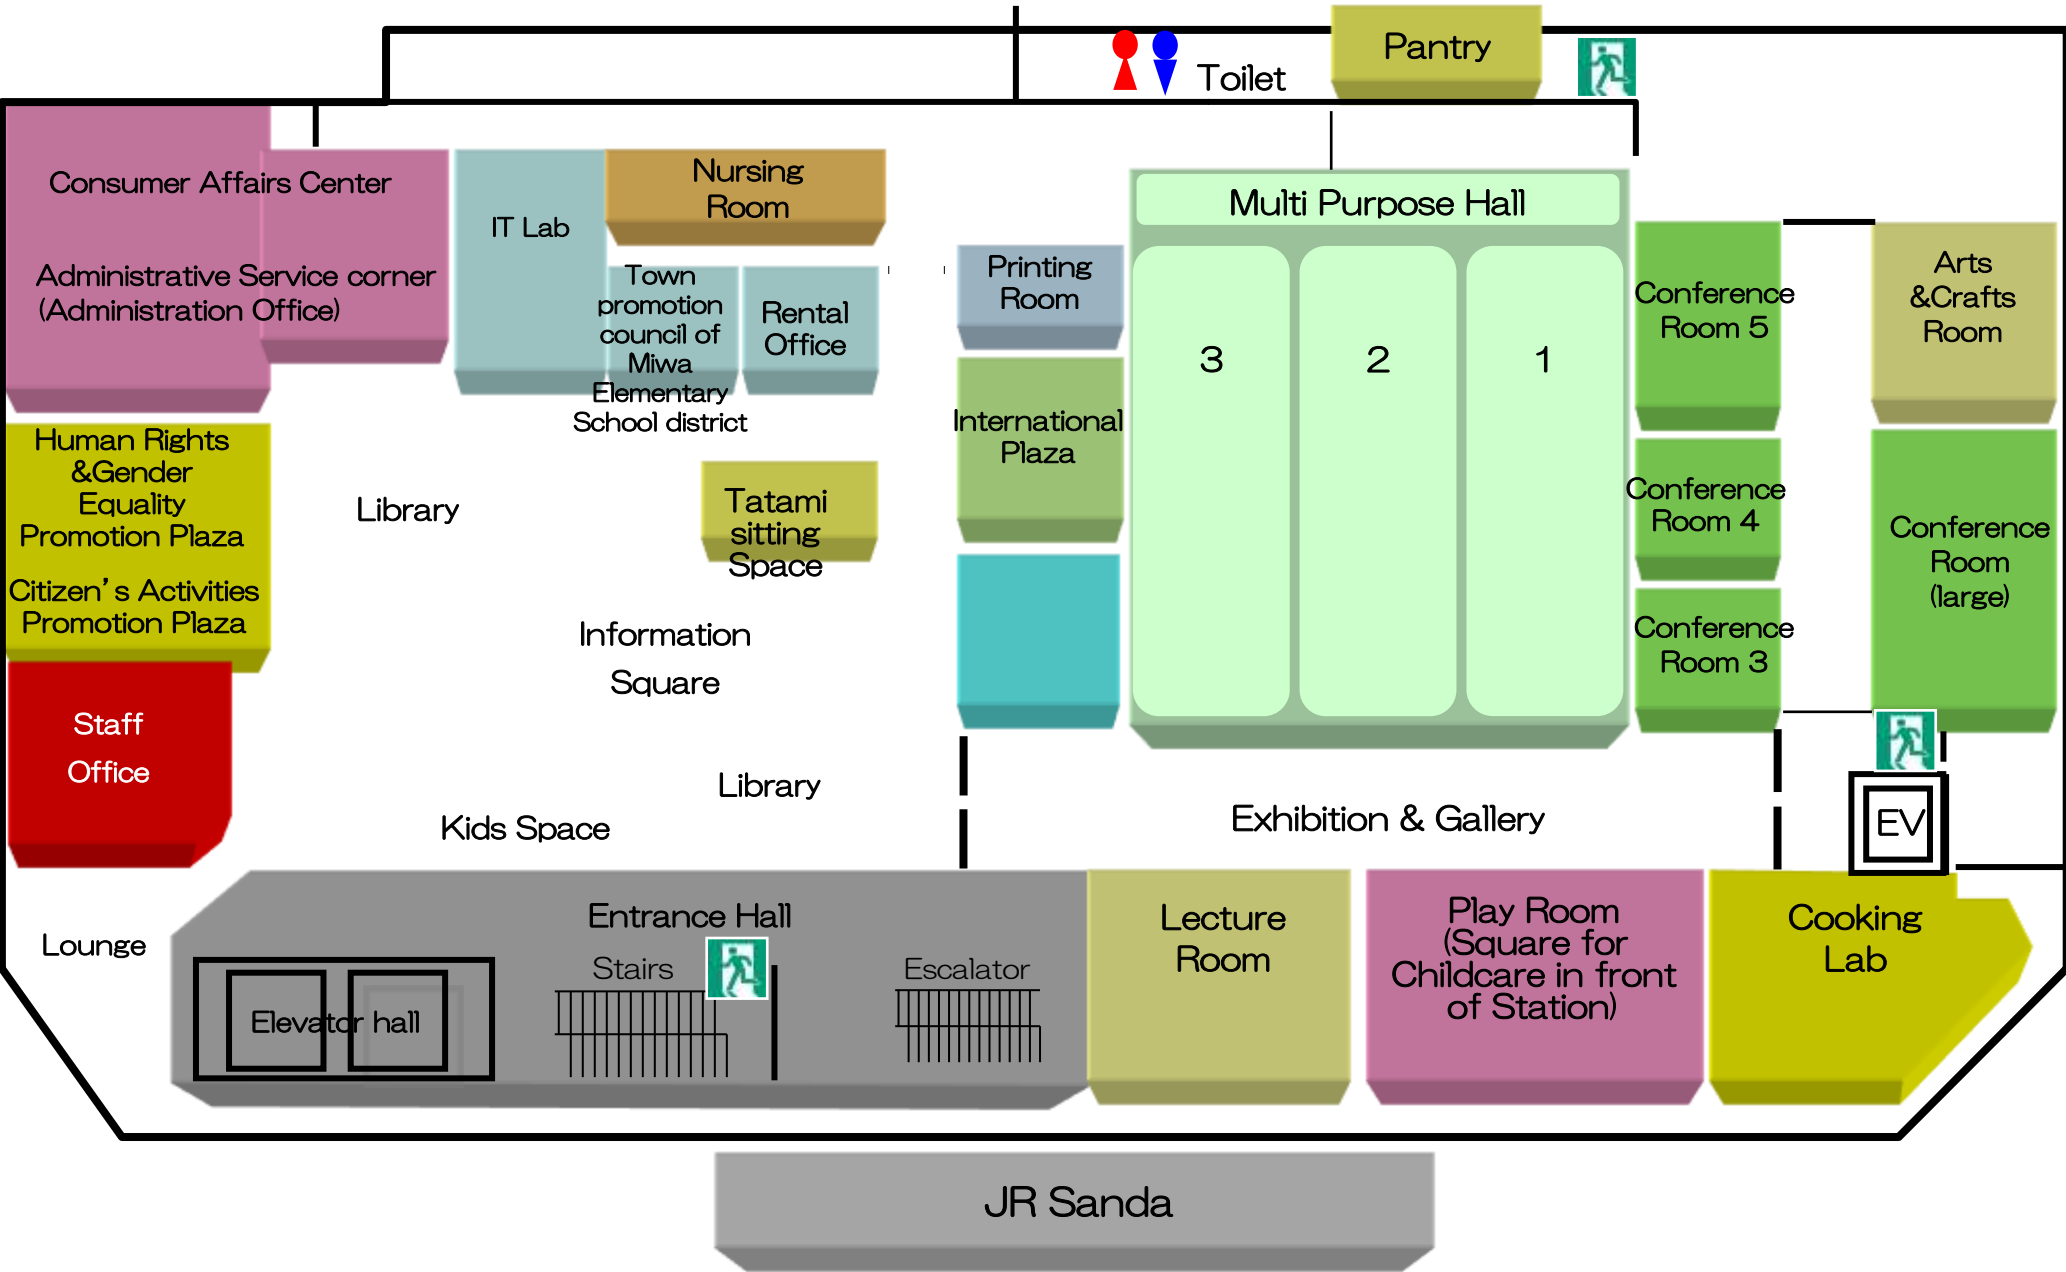 Pantry
Toilet
Consumer Affairs Center
Administrative Service corner
(Administration Office)
IT Lab
Nursing
Room
Town
promotion
council of
Miwa
Elementary
School district
Rental
Office
Printing
Room
International
Plaza
Multi Purpose Hall
3
2
1
Conference
Room 5
Conference
Room 4
Conference
Room 3
Arts
&Crafts
Room
Conference
Room
(large)
Human Rights
&Gender
Equality
Promotion Plaza
Citizen’s Activities
Promotion Plaza
Library
Tatami
sitting
Space
Information
Square
Staff
Office
Library
Kids Space
Exhibition & Gallery
EV
Lounge
Entrance Hall
Stairs
Escalator
Elevator hall
Lecture
Room
Play Room
(Square for
Childcare in front
of Station)
Cooking
Lab
JR Sanda